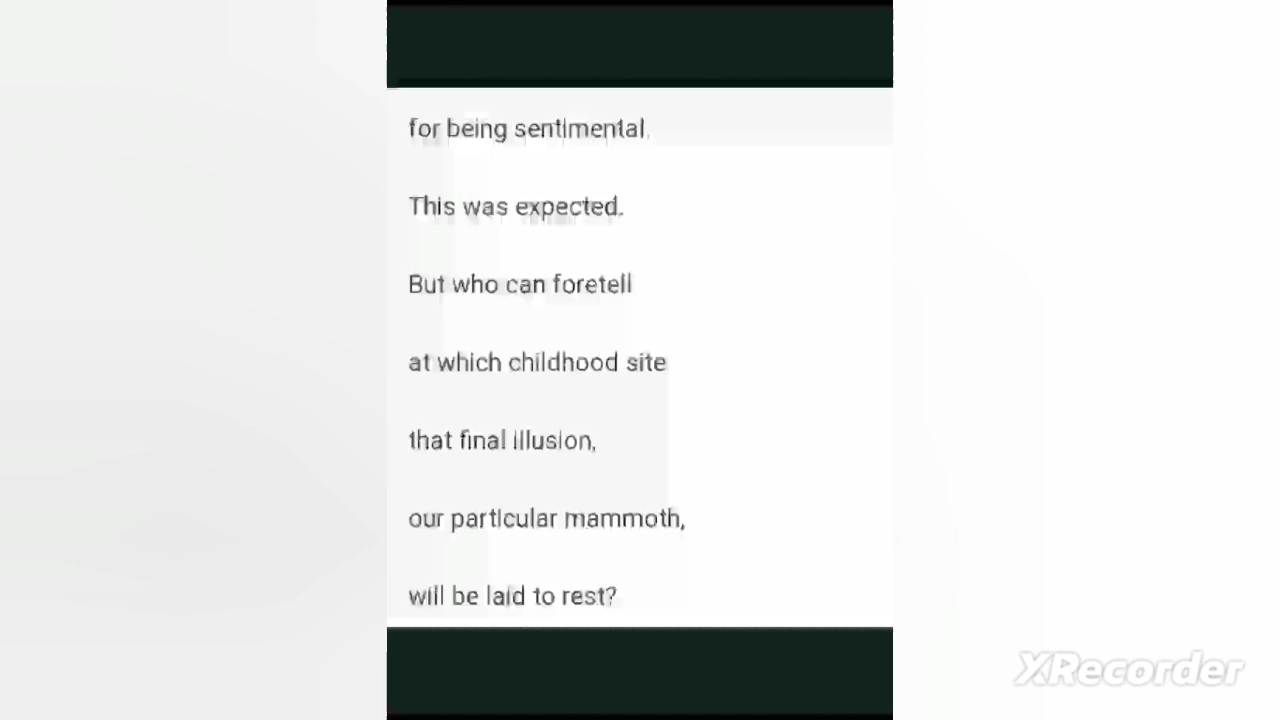 for being sentimental.
This was expected.
But who can foretell
at which childhood site
that final illusion,
our particular mammoth,
will be laid to rest?
XRecorder